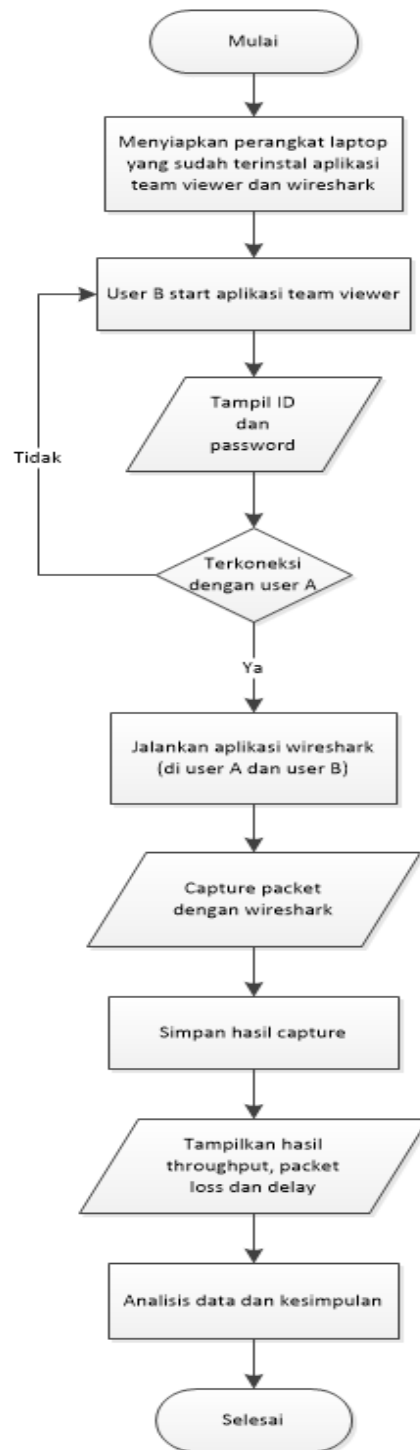 Mulai
Menyiapkan perangkat laptop
yang sudah terinstal aplikasi
team viewer dan wireshark
User B start aplikasi team viewer
Tampil ID
dan
password
Tidak
Terkoneksi
dengan user A
Ya
Jalankan aplikasi wireshark
(di user A dan user B)
Capture packet
dengan wireshark
Simpan hasil capture
Tampilkan hasil
throughput, packet
loss dan delay
Analisis data dan kesimpulan
Selesai